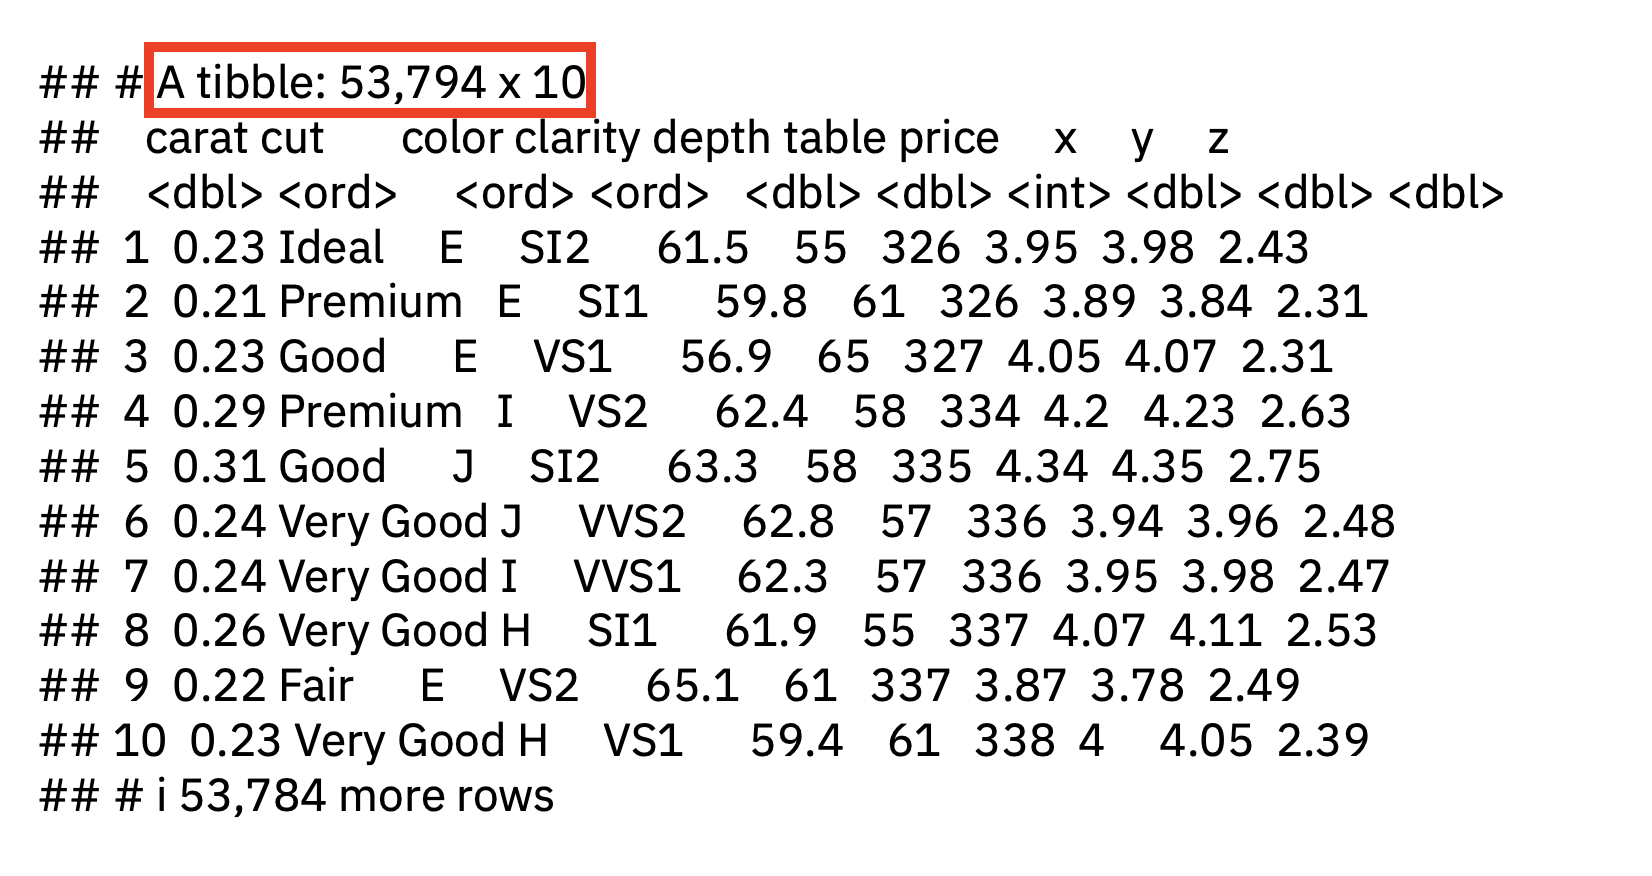 ## # A tibble: 53,794 x 10
##    carat cut       color clarity depth table price     x     y     z
##    <dbl> <ord>     <ord> <ord>   <dbl> <dbl> <int> <dbl> <dbl> <dbl>
##  1  0.23 Ideal     E     SI2      61.5    55   326  3.95  3.98  2.43
##  2  0.21 Premium   E     SI1      59.8    61   326  3.89  3.84  2.31
##  3  0.23 Good      E     VS1      56.9    65   327  4.05  4.07  2.31
##  4  0.29 Premium   I     VS2      62.4    58   334  4.2   4.23  2.63
##  5  0.31 Good      J     SI2      63.3    58   335  4.34  4.35  2.75
##  6  0.24 Very Good J     VVS2     62.8    57   336  3.94  3.96  2.48
##  7  0.24 Very Good I     VVS1     62.3    57   336  3.95  3.98  2.47
##  8  0.26 Very Good H     SI1      61.9    55   337  4.07  4.11  2.53
##  9  0.22 Fair      E     VS2      65.1    61   337  3.87  3.78  2.49
## 10  0.23 Very Good H     VS1      59.4    61   338  4     4.05  2.39
## # i 53,784 more rows